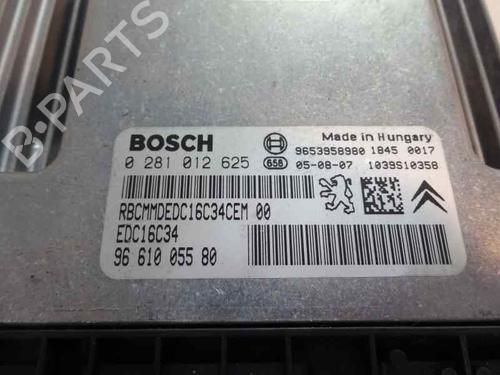 B-PARTS
BOSCH
Made in Hungary
9653958980 1845 0017
0 281 012 625 656 05-08-07 1039S10358
RBCMMDEDC16C34CEM 00
EDC16C34
96 610 055 80